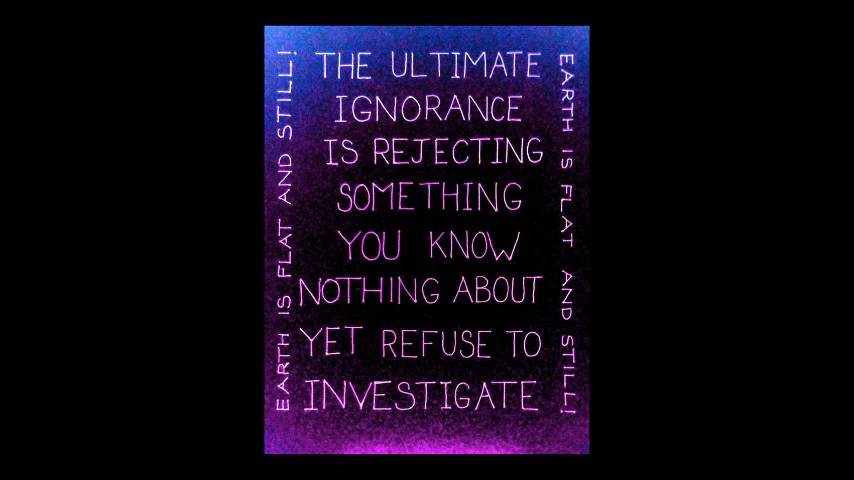 EARTH IS FLAT AND STILL!
THE ULTIMATE
IGNORANCE
IS REJECTING
SOMETHING
YOU KNOW
NOTHING ABOUT
YET REFUSE TO
INVESTIGATE
EARTH IS FLAT AND STILL!